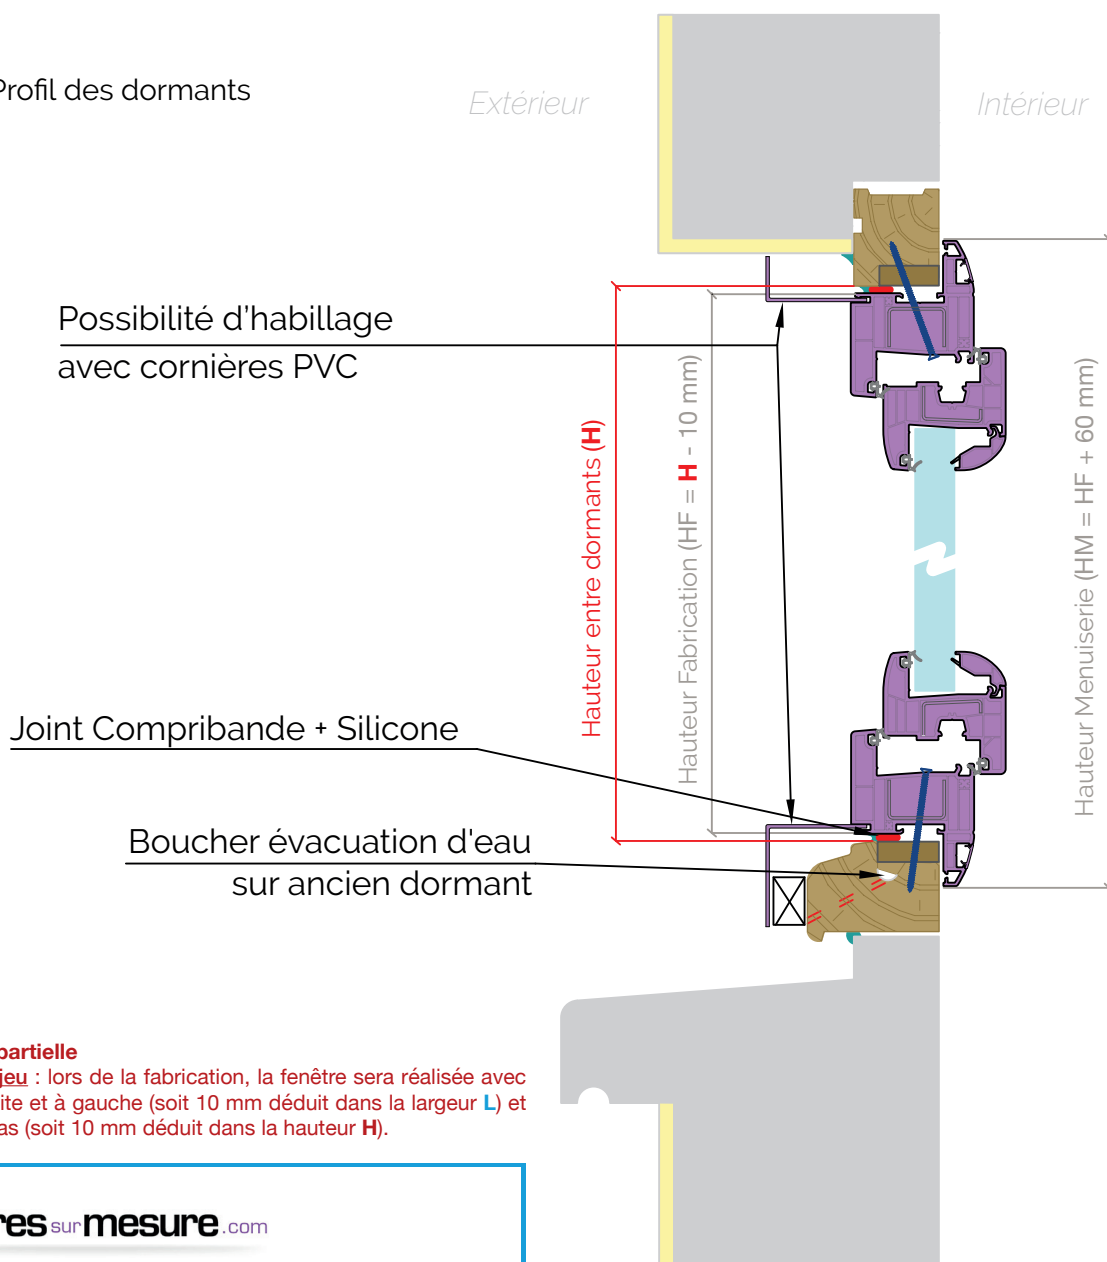 Profil des dormants
Extérieur
Intérieur
Possibilité d'habillage
avec cornières PVC
Hauteur entre dormants (H)
Hauteur Fabrication (HF = H - 10 mm)
Hauteur Menuiserie (HM = HF + 60 mm)
Joint Compribande + Silicone
Boucher évacuation d'eau
sur ancien dormant
partielle
jeu : lors de la fabrication, la fenêtre sera réalisée avec
ite et à gauche (soit 10 mm déduit dans la largeur L) et
as (soit 10 mm déduit dans la hauteur H).
res sur mesure .com